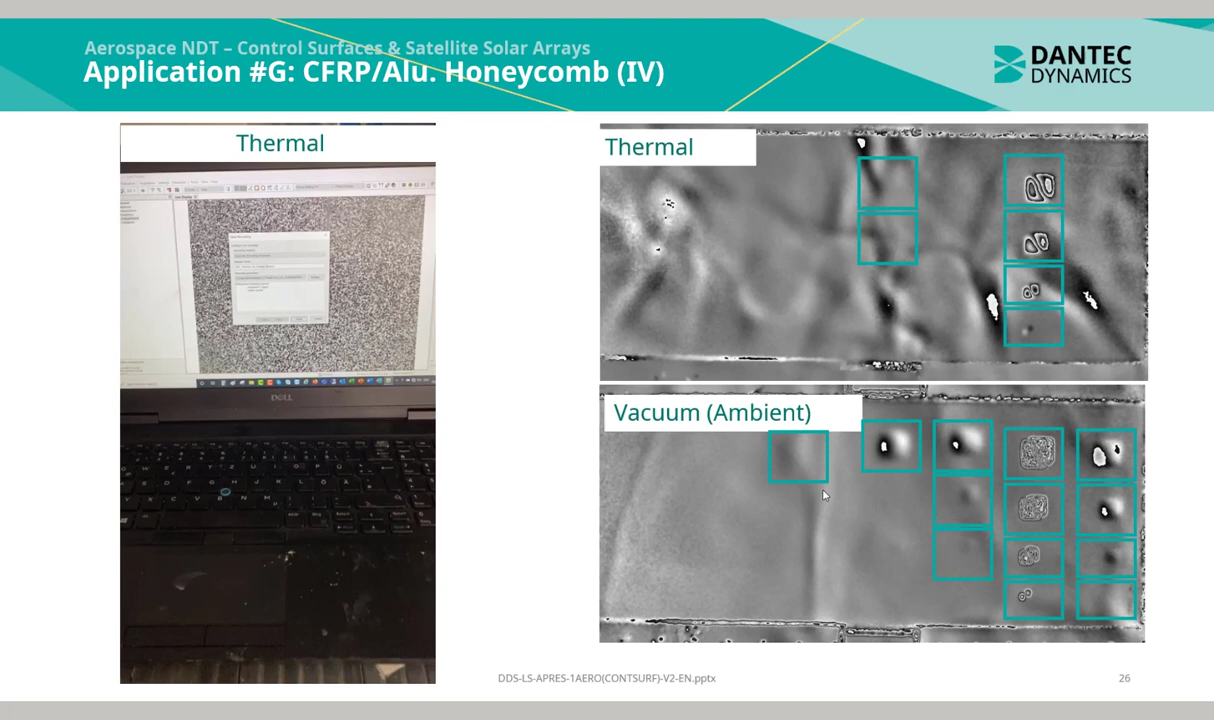 Aerospace NDT – Control Surfaces & Satellite Solar Arrays
Application #G: CFRP/Alu. Honeycomb (IV)
DANTEC
DYNAMICS
Thermal
DELL
Thermal
Vacuum (Ambient)
DDS-LS-APRES-1AERO(CONTSURF)-V2-EN.pptx
26